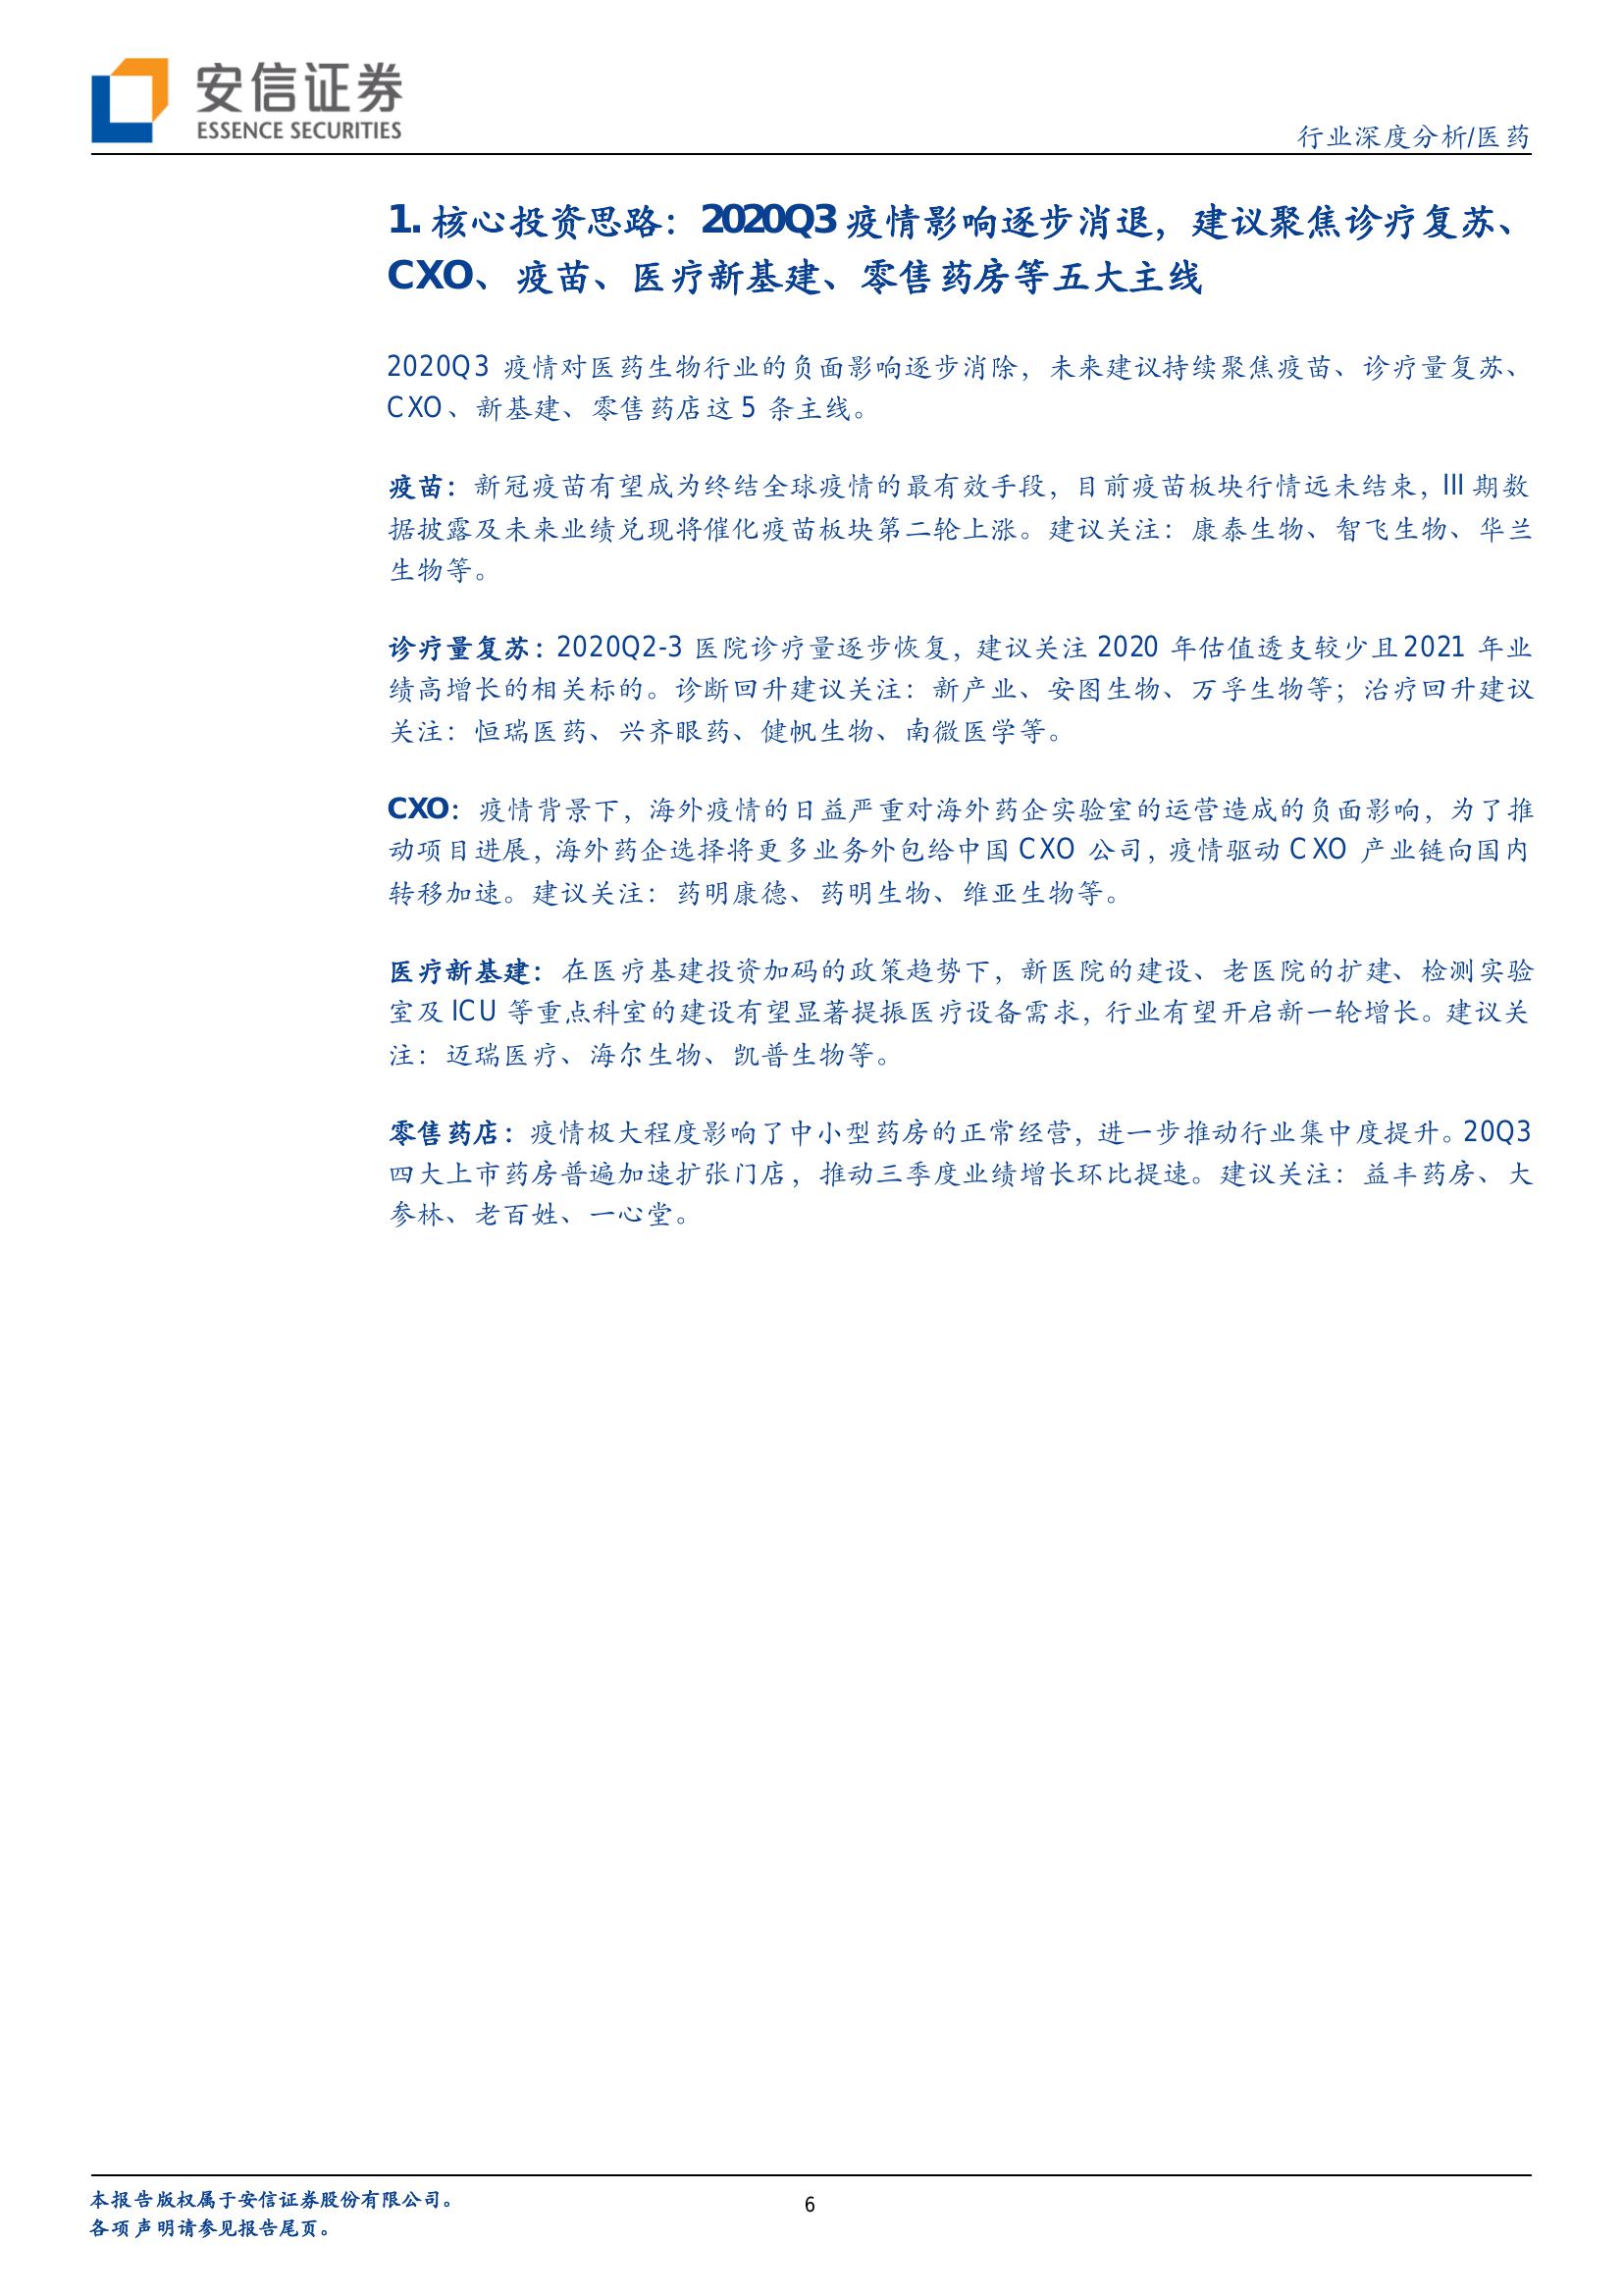 安信证券
ESSENCE SECURITIES
行业深度分析/医药
1. 核心投资思路：2020Q3 疫情影响逐步消退，建议聚焦诊疗复苏、
CXO、疫苗、医疗新基建、零售药房等五大主线
2020Q3 疫情对医药生物行业的负面影响逐步消除，未来建议持续聚焦疫苗、诊疗量复苏、
CXO、新基建、零售药店这 5 条主线。
疫苗：新冠疫苗有望成为终结全球疫情的最有效手段，目前疫苗板块行情远未结束，III 期数
据披露及未来业绩兑现将催化疫苗板块第二轮上涨。建议关注：康泰生物、智飞生物、华兰
生物等。
诊疗量复苏：2020Q2-3 医院诊疗量逐步恢复，建议关注 2020 年估值透支较少且 2021 年业
绩高增长的相关标的。诊断回升建议关注：新产业、安图生物、万孚生物等；治疗回升建议
关注：恒瑞医药、兴齐眼药、健帆生物、南微医学等。
CXO：疫情背景下，海外疫情的日益严重对海外药企实验室的运营造成的负面影响，为了推
动项目进展，海外药企选择将更多业务外包给中国 CXO 公司，疫情驱动 CXO 产业链向国内
转移加速。建议关注：药明康德、药明生物、维亚生物等。
医疗新基建：在医疗基建投资加码的政策趋势下，新医院的建设、老医院的扩建、检测实验
室及 ICU 等重点科室的建设有望显著提振医疗设备需求，行业有望开启新一轮增长。建议关
注：迈瑞医疗、海尔生物、凯普生物等。
零售药店：疫情极大程度影响了中小型药房的正常经营，进一步推动行业集中度提升。20Q3
四大上市药房普遍加速扩张门店，推动三季度业绩增长环比提速。建议关注：益丰药房、大
参林、老百姓、一心堂。
本报告版权属于安信证券股份有限公司。
6
各项声明请参见报告尾页。